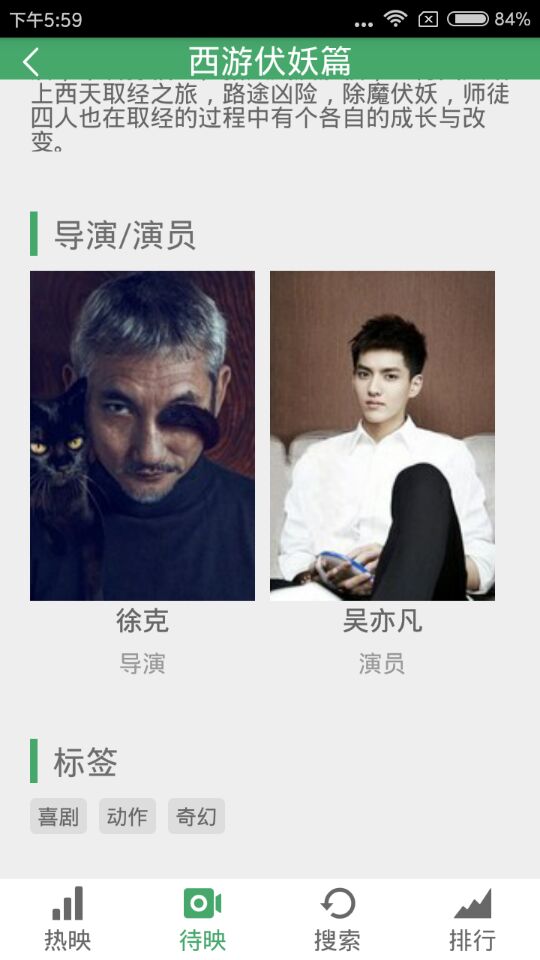 下午5:59
84%
西游伏妖篇
上西天取经之旅，路途凶险，除魔伏妖，师徒
四人也在取经的过程中有个各自的成长与改
变。
导演/演员
徐克
吴亦凡
导演
演员
标签
喜剧 动作 奇幻
热映 待映 搜索 排行